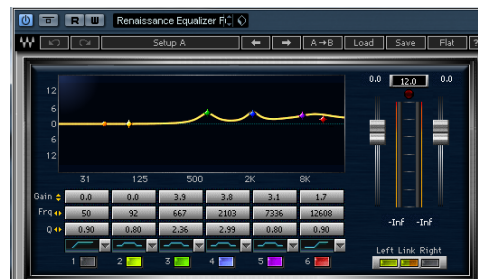 R W Renaissance Equalizer F
Setup A A→B Load Save Flat ?
0.0 12.0 0.0
12
6
0
6
12
31 125 500 2K 8K
Gain 0.0 0.0 3.9 3.8 3.1 1.7
Frq 50 92 667 2103 7336 12608
Q 0.90 0.80 2.36 2.99 0.80 0.90
-Inf -Inf
Left Link Right
1 2 3 4 5 6